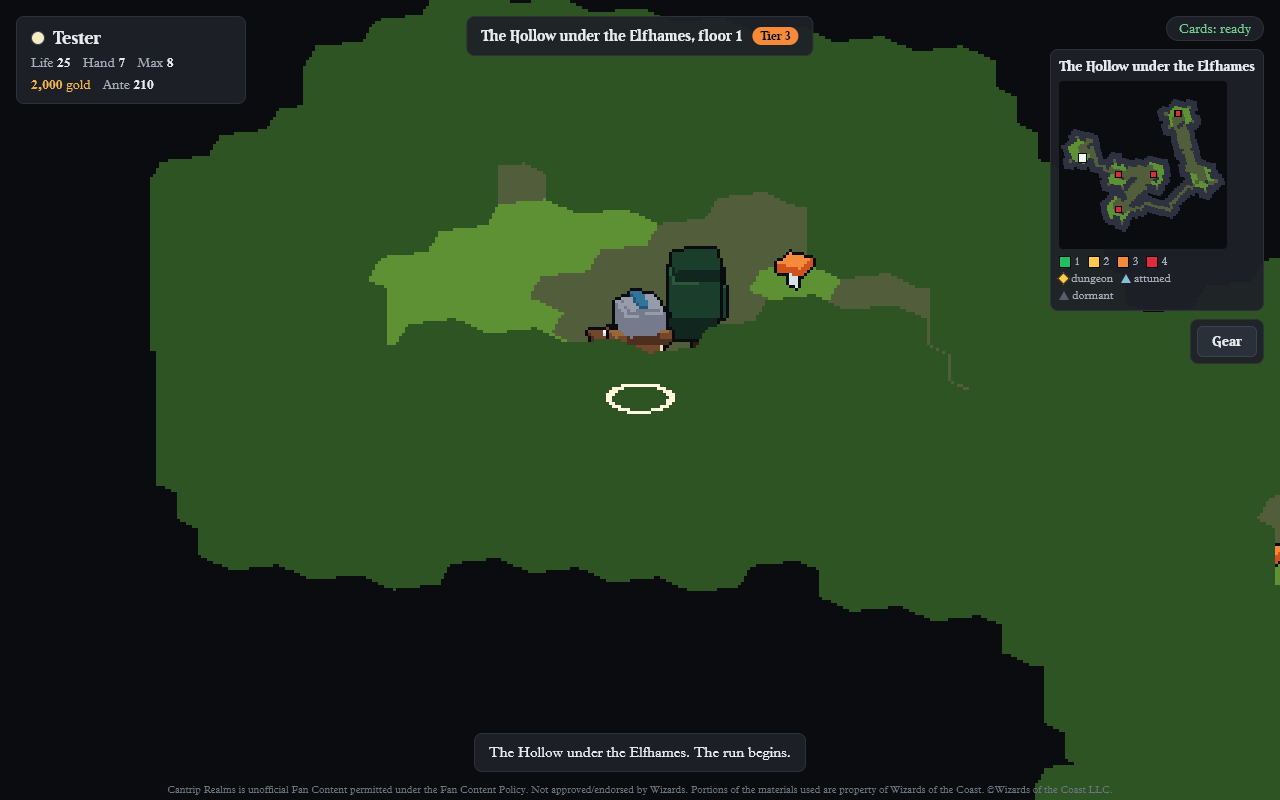 Tester
Life 25 Hand 7 Max 8
2,000 gold Ante 210
The Hollow under the Elfhames, floor 1 Tier 3
Cards: ready
The Hollow under the Elfhames
1 2 3 4
dungeon attuned
dormant
Gear
The Hollow under the Elfhames. The run begins.
Cantrip Realms is unofficial Fan Content permitted under the Fan Content Policy. Not approved/endorsed by Wizards. Portions of the materials used are property of Wizards of the Coast. ©Wizards of the Coast LLC.